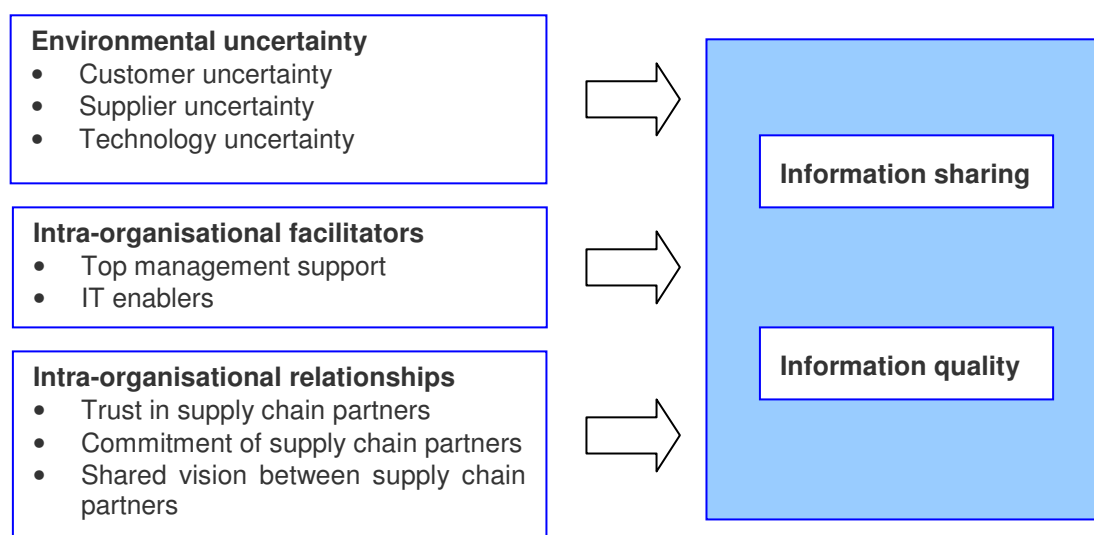 Environmental uncertainty
• Customer uncertainty
• Supplier uncertainty
• Technology uncertainty
Intra-organisational facilitators
• Top management support
• IT enablers
Intra-organisational relationships
• Trust in supply chain partners
• Commitment of supply chain partners
• Shared vision between supply chain
partners
Information sharing
Information quality